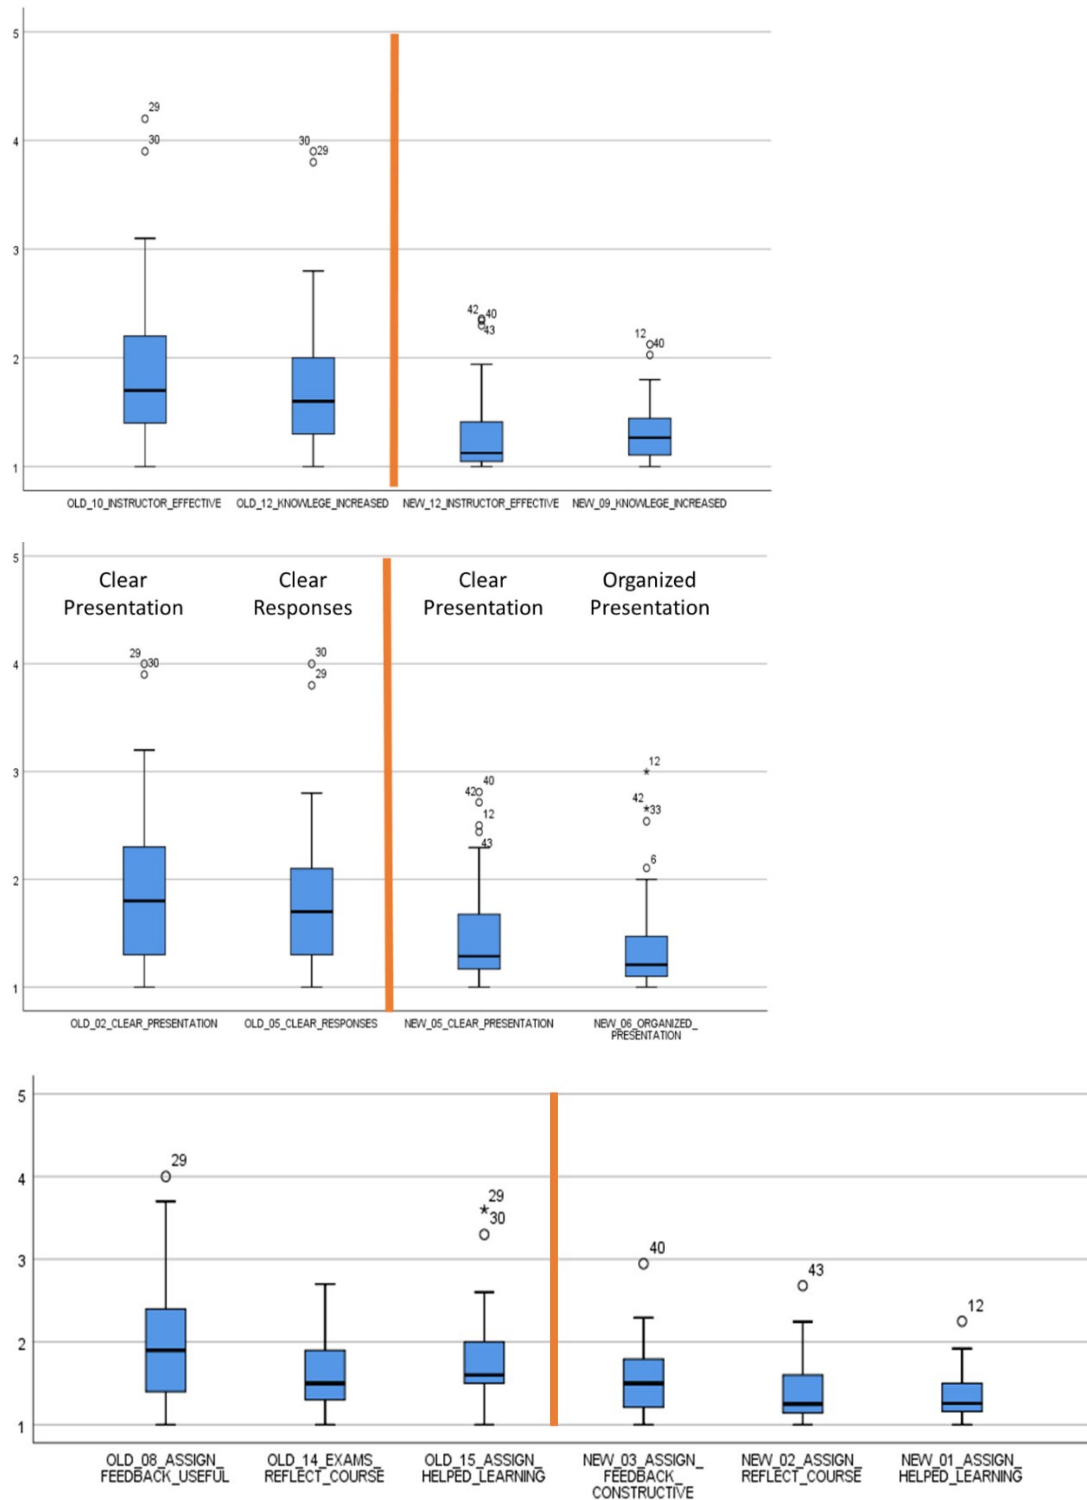 5
29
4
30
30
29
3
42
40
43
12
40
2
1
OLD_10_INSTRUCTOR_EFFECTIVE OLD_12_KNOWLEGE_INCREASED NEW_12_INSTRUCTOR_EFFECTIVE NEW_09_KNOWLEGE_INCREASED
5
Clear
Presentation
Clear
Responses
Clear
Presentation
Organized
Presentation
29
30
30
29
4
3
42
40
12
43
12
42
33
6
2
1
OLD_02_CLEAR_PRESENTATION OLD_05_CLEAR_RESPONSES NEW_05_CLEAR_PRESENTATION NEW_06_ORGANIZED_
PRESENTATION
5
29
4
29
30
3
40
43
12
2
1
OLD_08_ASSIGN_
FEEDBACK_USEFUL
OLD_14_EXAMS_
REFLECT_COURSE
OLD_15_ASSIGN_
HELPED_LEARNING
NEW_03_ASSIGN_
FEEDBACK_
CONSTRUCTIVE
NEW_02_ASSIGN_
REFLECT_COURSE
NEW_01_ASSIGN_
HELPED_LEARNING